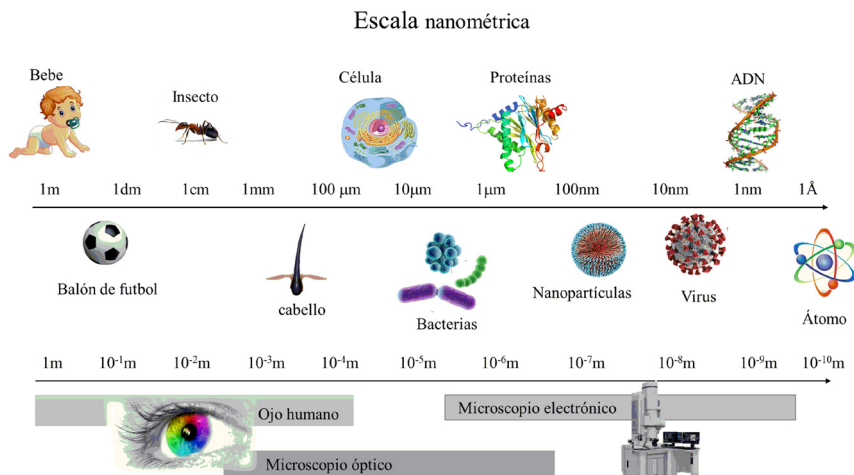 Escala nanométrica
Bebe
Insecto
Célula
Proteínas
ADN
1m 1dm 1cm 1mm 100 μm 10μm 1μm 100nm 10nm 1nm 1Å
Balón de futbol
cabello
Bacterias
Nanopartículas
Virus
Átomo
1m 10⁻¹m 10⁻²m 10⁻³m 10⁻⁴m 10⁻⁵m 10⁻⁶m 10⁻⁷m 10⁻⁸m 10⁻⁹m 10⁻¹⁰m
Ojo humano
Microscopio electrónico
Microscopio óptico